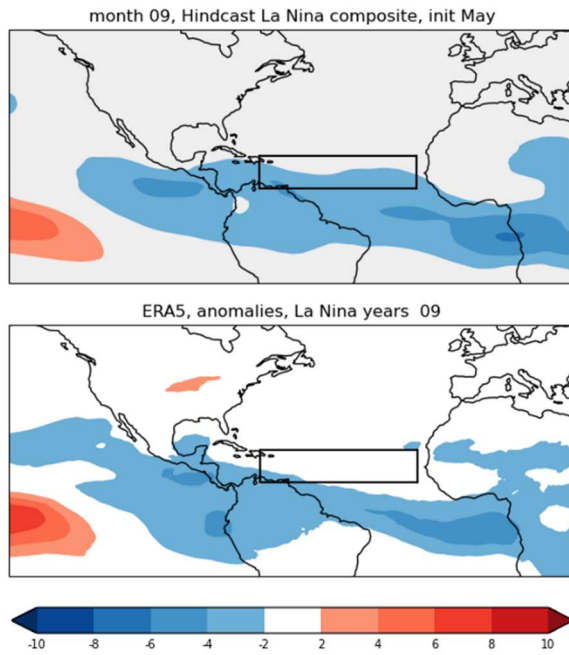 month 09, Hindcast La Nina composite, init May
ERA5, anomalies, La Nina years  09
-10 -8 -6 -4 -2 2 4 6 8 10